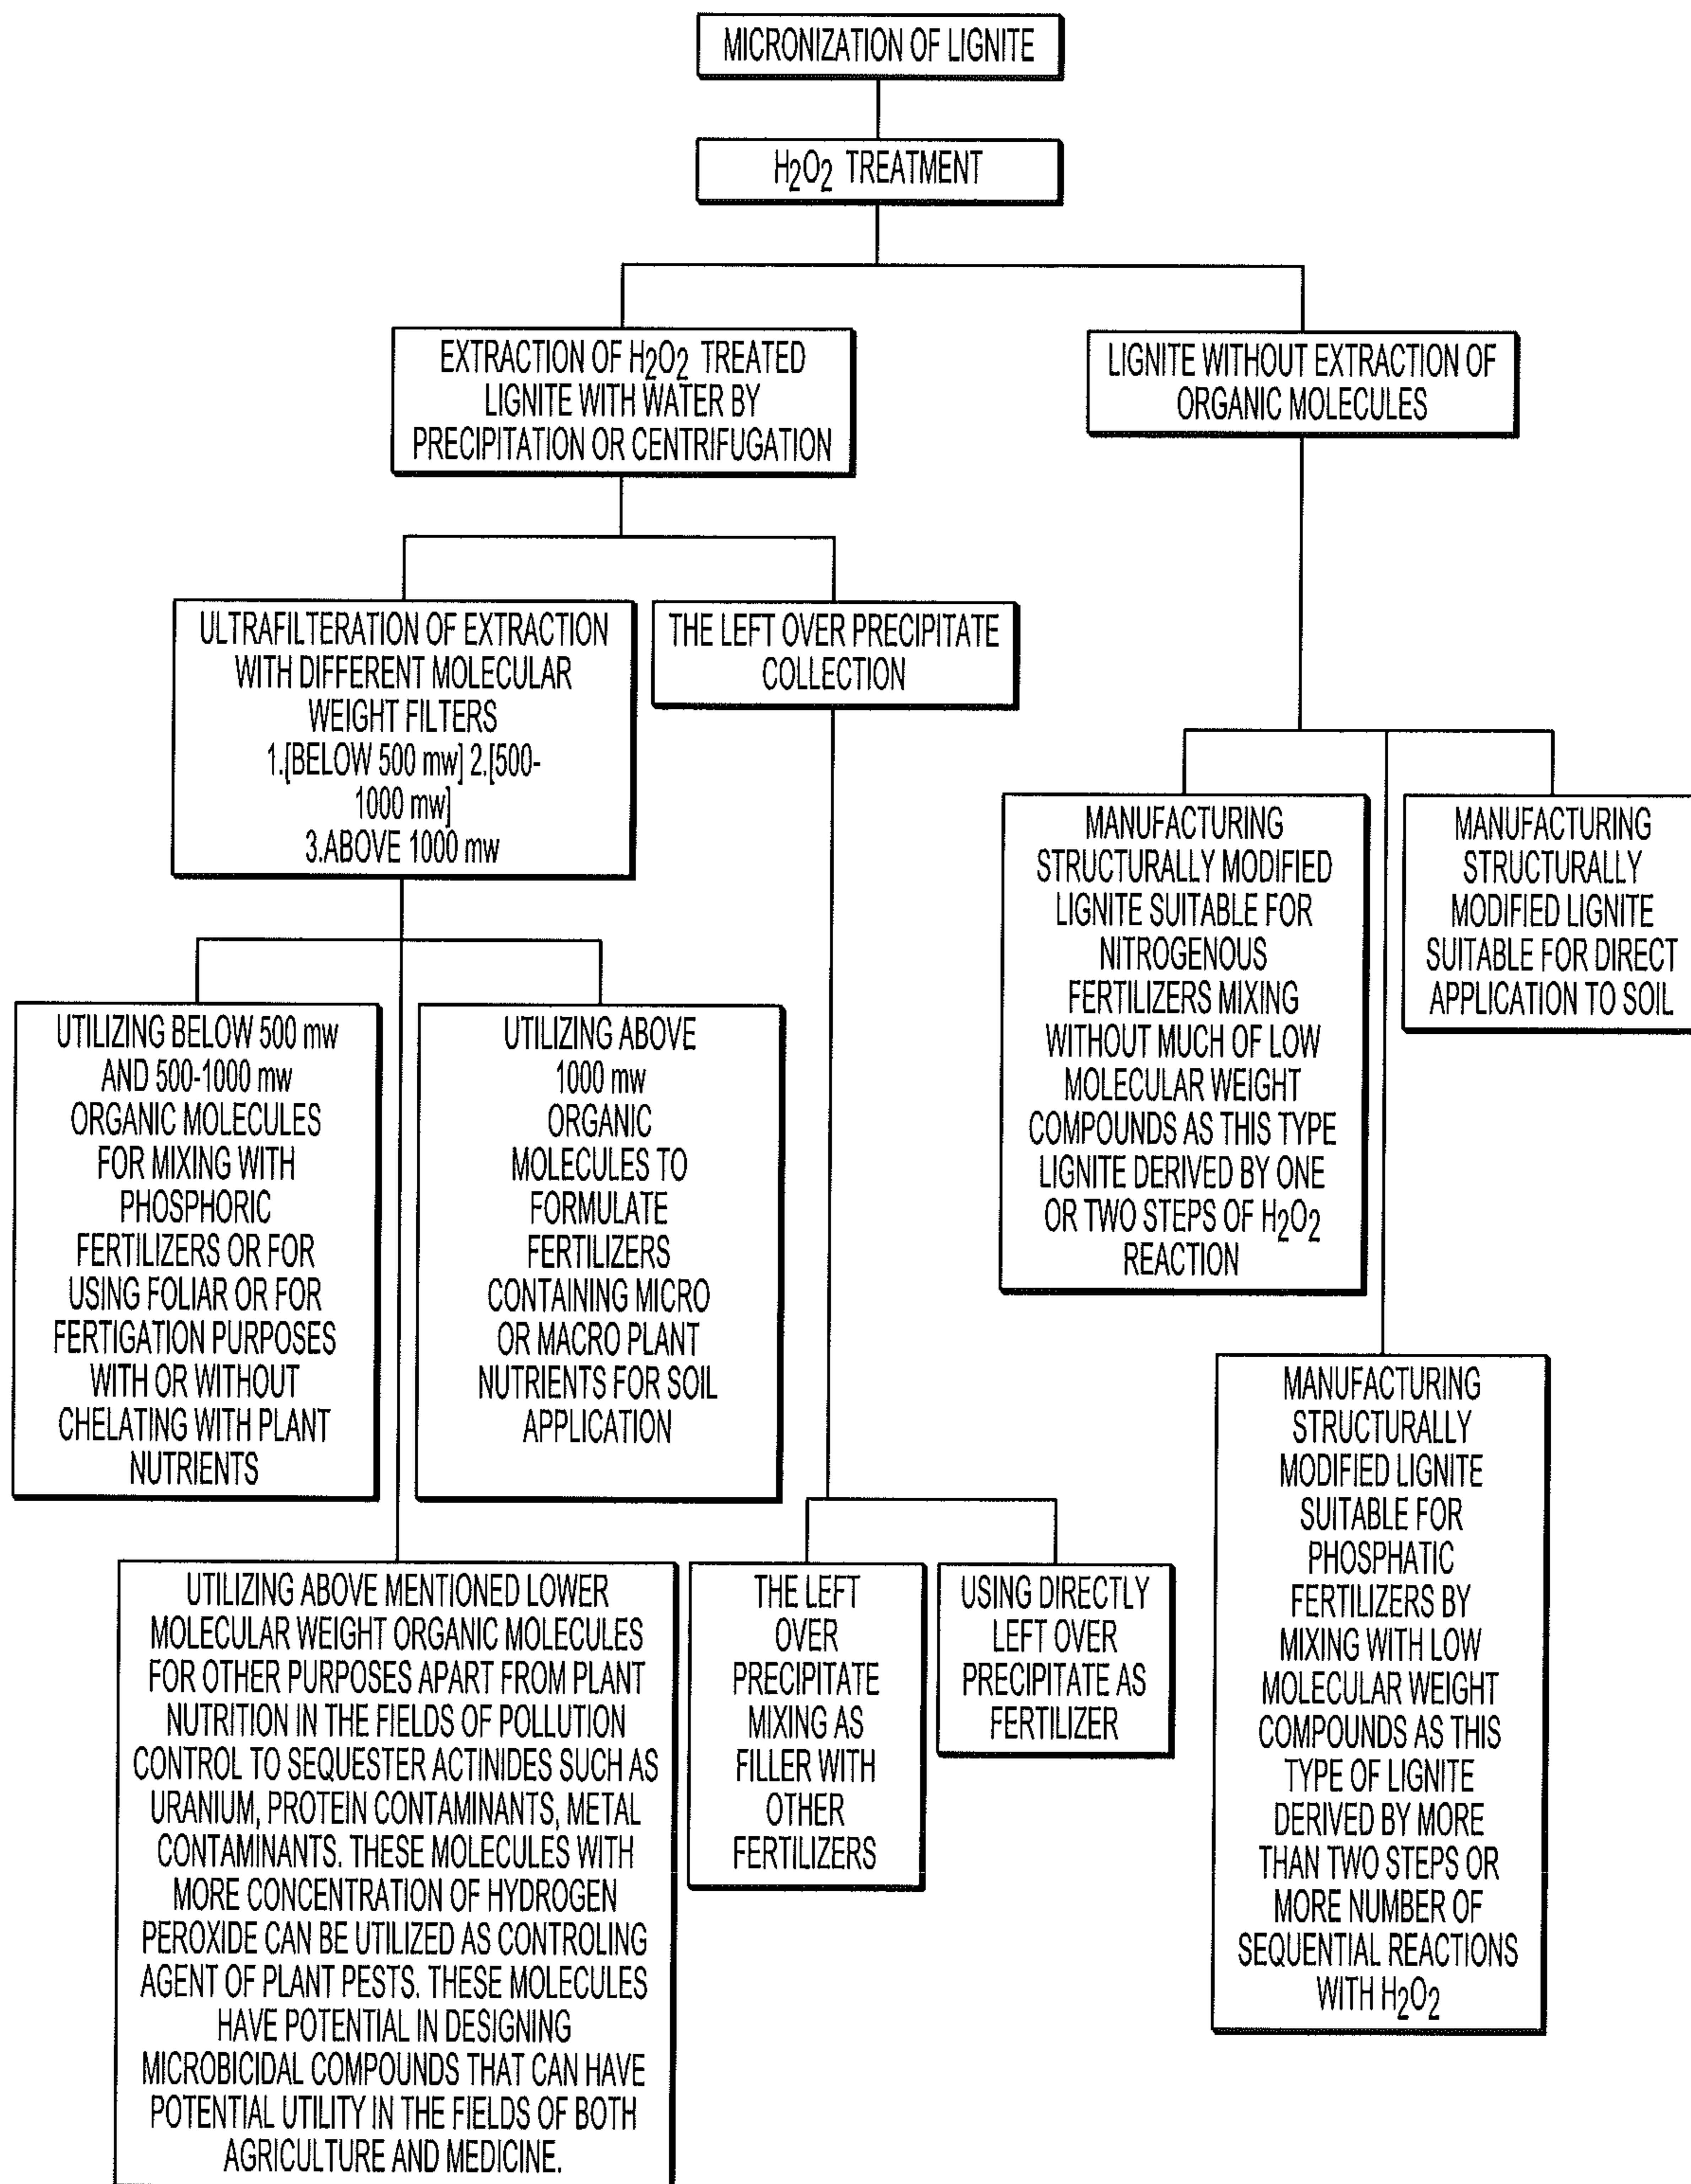 MICRONIZATION OF LIGNITE
H2O2 TREATMENT
EXTRACTION OF H2O2 TREATED
LIGNITE WITH WATER BY
PRECIPITATION OR CENTRIFUGATION
LIGNITE WITHOUT EXTRACTION OF
ORGANIC MOLECULES
ULTRAFILTERATION OF EXTRACTION
WITH DIFFERENT MOLECULAR
WEIGHT FILTERS
1.[BELOW 500 mw] 2.[500-
1000 mw]
3.ABOVE 1000 mw
THE LEFT OVER PRECIPITATE
COLLECTION
MANUFACTURING
STRUCTURALLY MODIFIED
LIGNITE SUITABLE FOR
NITROGENOUS
FERTILIZERS MIXING
WITHOUT MUCH OF LOW
MOLECULAR WEIGHT
COMPOUNDS AS THIS TYPE
LIGNITE DERIVED BY ONE
OR TWO STEPS OF H2O2
REACTION
MANUFACTURING
STRUCTURALLY
MODIFIED LIGNITE
SUITABLE FOR DIRECT
APPLICATION TO SOIL
UTILIZING BELOW 500 mw
AND 500-1000 mw
ORGANIC MOLECULES
FOR MIXING WITH
PHOSPHORIC
FERTILIZERS OR FOR
USING FOLIAR OR FOR
FERTIGATION PURPOSES
WITH OR WITHOUT
CHELATING WITH PLANT
NUTRIENTS
UTILIZING ABOVE
1000 mw
ORGANIC
MOLECULES TO
FORMULATE
FERTILIZERS
CONTAINING MICRO
OR MACRO PLANT
NUTRIENTS FOR SOIL
APPLICATION
MANUFACTURING
STRUCTURALLY
MODIFIED LIGNITE
SUITABLE FOR
PHOSPHATIC
FERTILIZERS BY
MIXING WITH LOW
MOLECULAR WEIGHT
COMPOUNDS AS THIS
TYPE OF LIGNITE
DERIVED BY MORE
THAN TWO STEPS OR
MORE NUMBER OF
SEQUENTIAL REACTIONS
WITH H2O2
UTILIZING ABOVE MENTIONED LOWER
MOLECULAR WEIGHT ORGANIC MOLECULES
FOR OTHER PURPOSES APART FROM PLANT
NUTRITION IN THE FIELDS OF POLLUTION
CONTROL TO SEQUESTER ACTINIDES SUCH AS
URANIUM, PROTEIN CONTAMINANTS, METAL
CONTAMINANTS. THESE MOLECULES WITH
MORE CONCENTRATION OF HYDROGEN
PEROXIDE CAN BE UTILIZED AS CONTROLING
AGENT OF PLANT PESTS. THESE MOLECULES
HAVE POTENTIAL IN DESIGNING
MICROBICIDAL COMPOUNDS THAT CAN HAVE
POTENTIAL UTILITY IN THE FIELDS OF BOTH
AGRICULTURE AND MEDICINE.
THE LEFT
OVER
PRECIPITATE
MIXING AS
FILLER WITH
OTHER
FERTILIZERS
USING DIRECTLY
LEFT OVER
PRECIPITATE AS
FERTILIZER